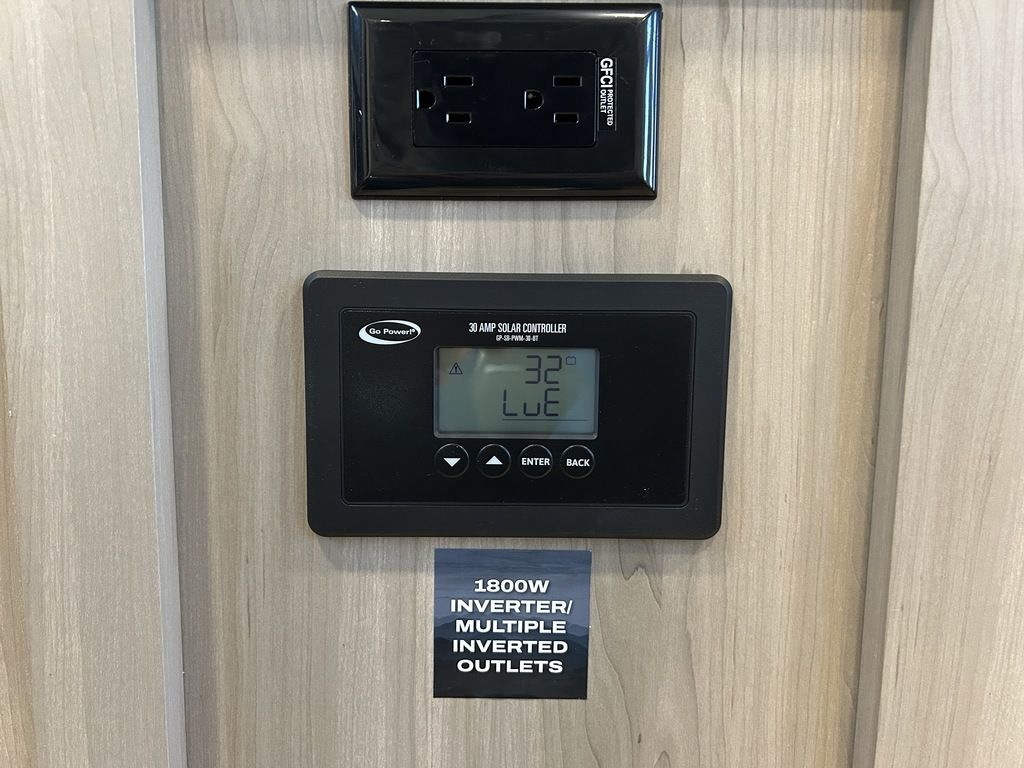 GFCI PROTECTED
OUTLET
Go Power!®
30 AMP SOLAR CONTROLLER
GP-SB-PWM-30-BT
32
LuE
ENTER
BACK
1800W
INVERTER/
MULTIPLE
INVERTED
OUTLETS